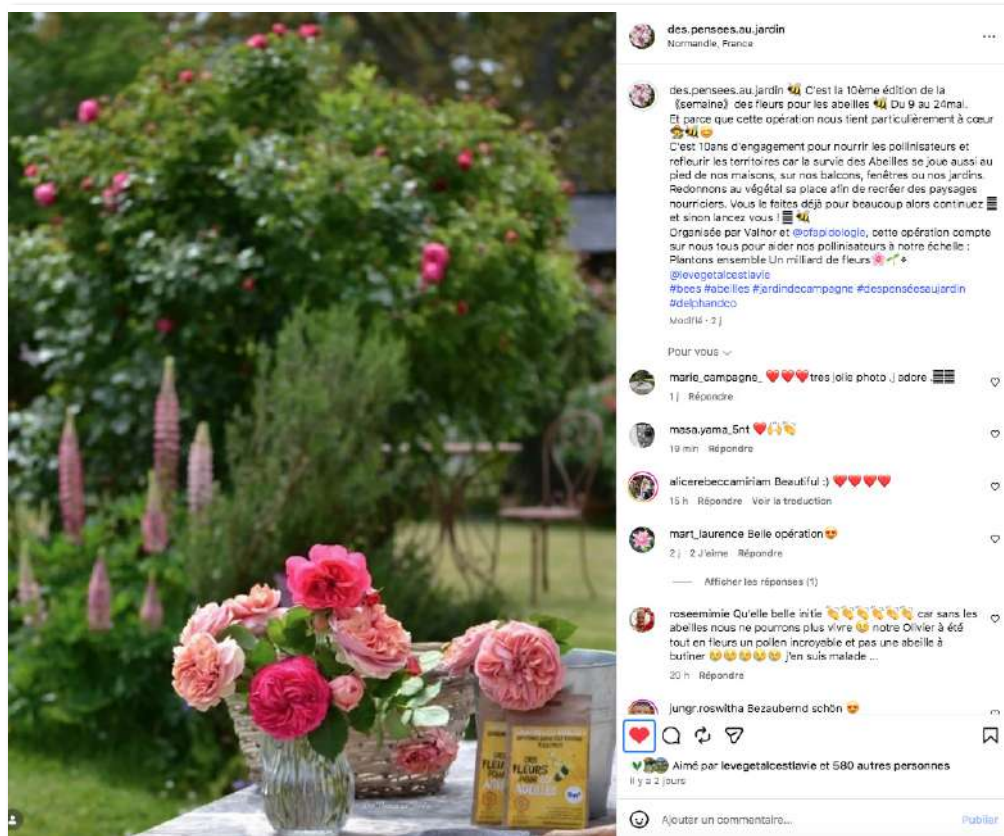 des.pensees.au.jardin
Normandie, France
des.pensees.au.jardin 🐝 C'est la 10ème édition de la
《semaine》 des fleurs pour les abeilles 🐝 Du 9 au 24mai.
Et parce que cette opération nous tient particulièrement à cœur
C'est 10ans d'engagement pour nourrir les pollinisateurs et
refleurir les territoires car la survie des Abeilles se joue aussi au
pied de nos maisons, sur nos balcons, fenêtres ou nos jardins.
Redonnons au végétal sa place afin de recréer des paysages
nourriciers. Vous le faites déjà pour beaucoup alors continuez
et sinon lancez vous ! 🐝
Organisée par Valhor et @ofapidologie, cette opération compte
sur nous tous pour aider nos pollinisateurs à notre échelle :
Plantons ensemble Un milliard de fleurs🌸🌱
@levegetalcestlavie
#bees #abeilles #jardindecampagne #despenséesaujardin
#delphandco
Modifié · 2 j
Pour vous
marie_campagne_ ❤️❤️❤️tres jolie photo .j adore .
1 j Répondre
masa.yama_5nt ❤️🙌👏
19 min Répondre
alicerebeccamiriam Beautiful :) ❤️❤️❤️❤️
15 h Répondre Voir la traduction
mart_laurence Belle opération😍
2 j 2 J'aime Répondre
Afficher les réponses (1)
roseemimie Qu'elle belle initie 👏👏👏👏👏👏 car sans les
abeilles nous ne pourrons plus vivre 😢 notre Olivier à été
tout en fleurs un pollen incroyable et pas une abeille à
butiner 😢😢😢😢😢 j'en suis malade ...
20 h Répondre
jungr.roswitha Bezaubernd schön 😍
Aimé par levegetalcestlavie et 580 autres personnes
Il y a 2 jours
Ajouter un commentaire...
Publier
DES
FLEURS
POUR
ABEILLES